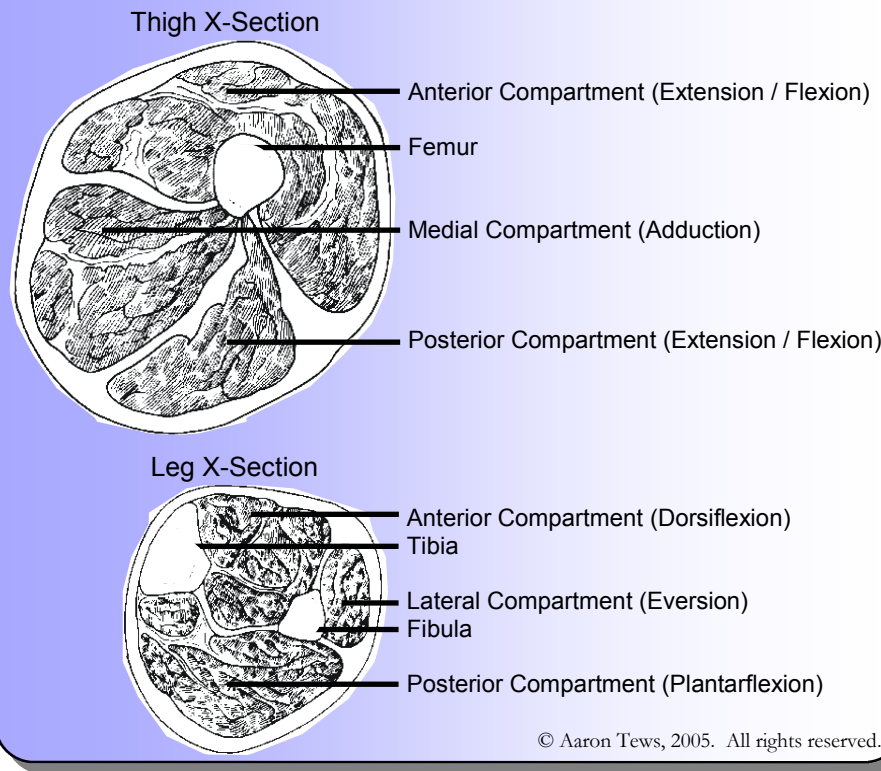 Thigh X-Section
Anterior Compartment (Extension / Flexion)
Femur
Medial Compartment (Adduction)
Posterior Compartment (Extension / Flexion)
Leg X-Section
Anterior Compartment (Dorsiflexion)
Tibia
Lateral Compartment (Eversion)
Fibula
Posterior Compartment (Plantarflexion)
© Aaron Tews, 2005. All rights reserved.